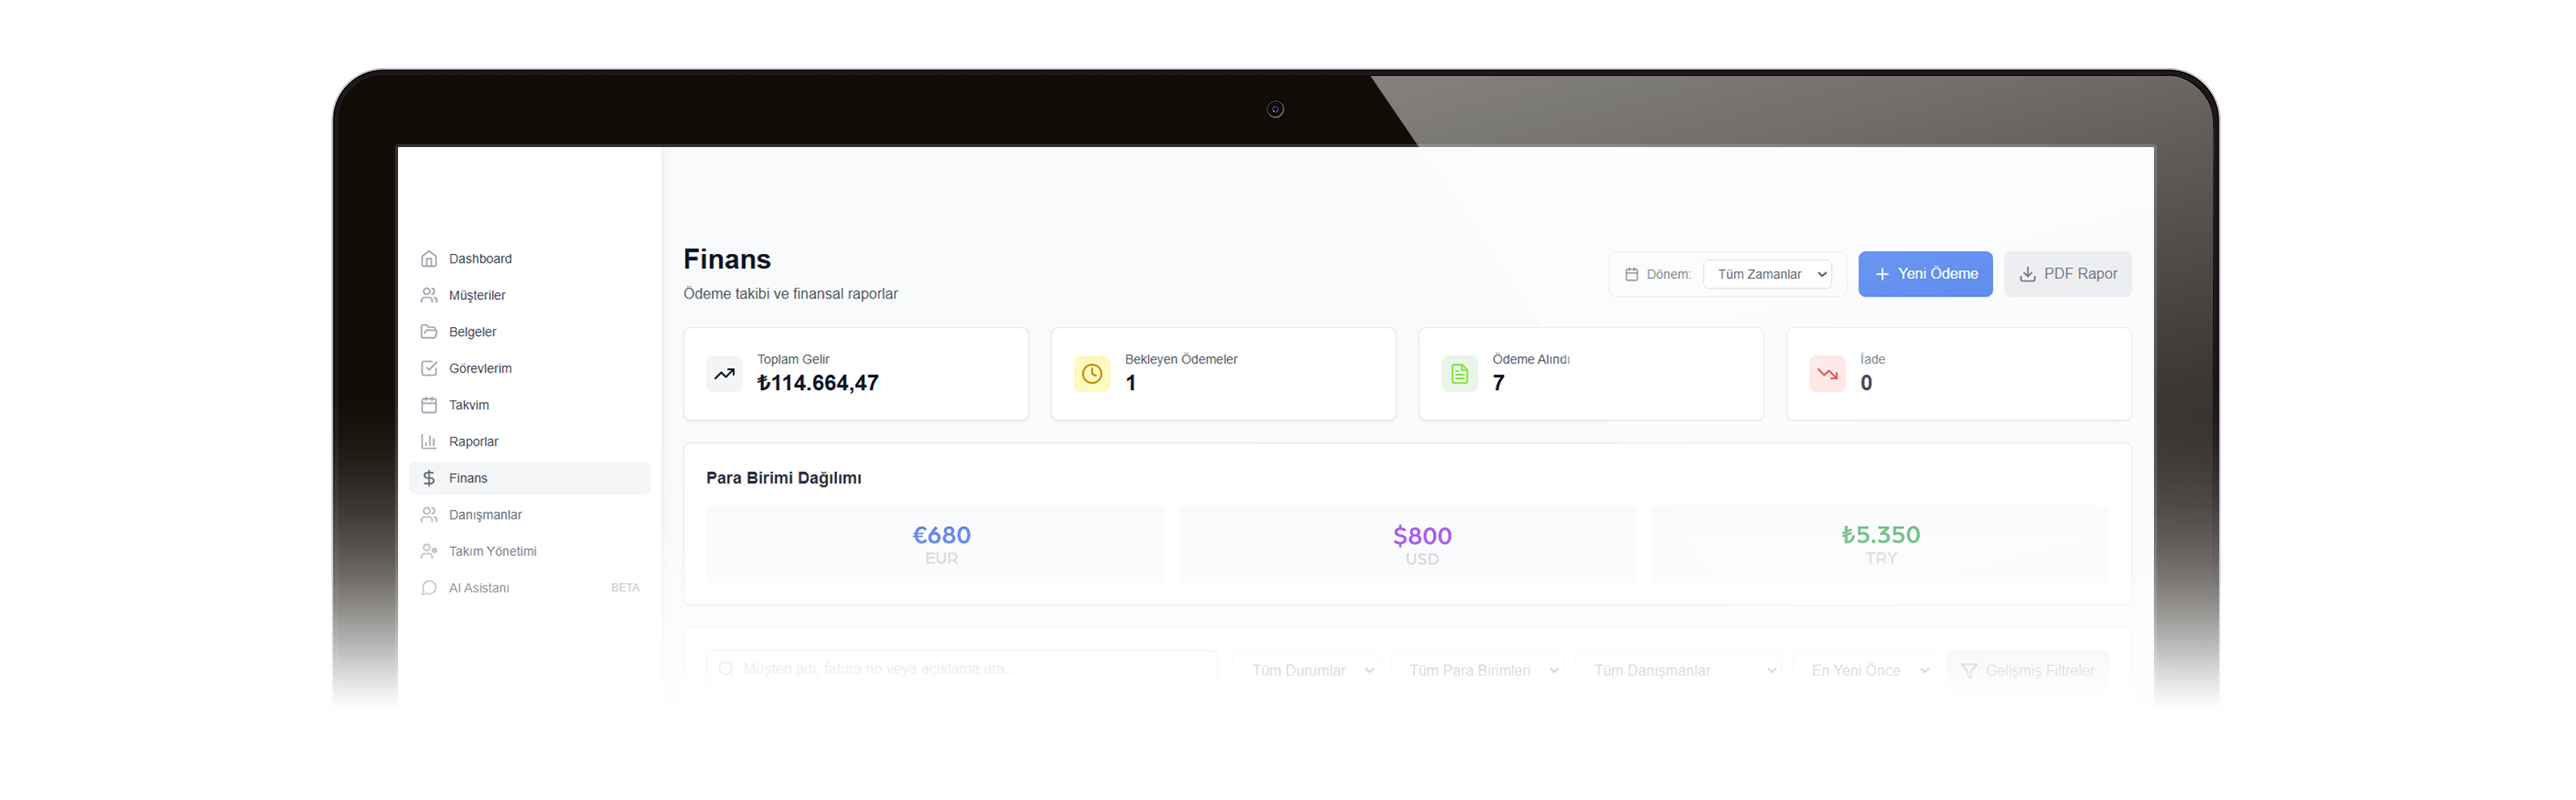 Dashboard
Müşteriler
Belgeler
Görevlerim
Takvim
Raporlar
Finans
Danışmanlar
Takım Yönetimi
AI Asistanı BETA
Finans
Ödeme takibi ve finansal raporlar
Dönem: Tüm Zamanlar
Yeni Ödeme
PDF Rapor
Toplam Gelir
₺114.664,47
Bekleyen Ödemeler
1
Ödeme Alındı
7
İade
0
Para Birimi Dağılımı
€680
EUR
$800
USD
₺5.350
TRY
Müşteri adı, fatura no veya açıklama ara...
Tüm Durumlar
Tüm Para Birimleri
Tüm Danışmanlar
En Yeni Önce
Gelişmiş Filtreler